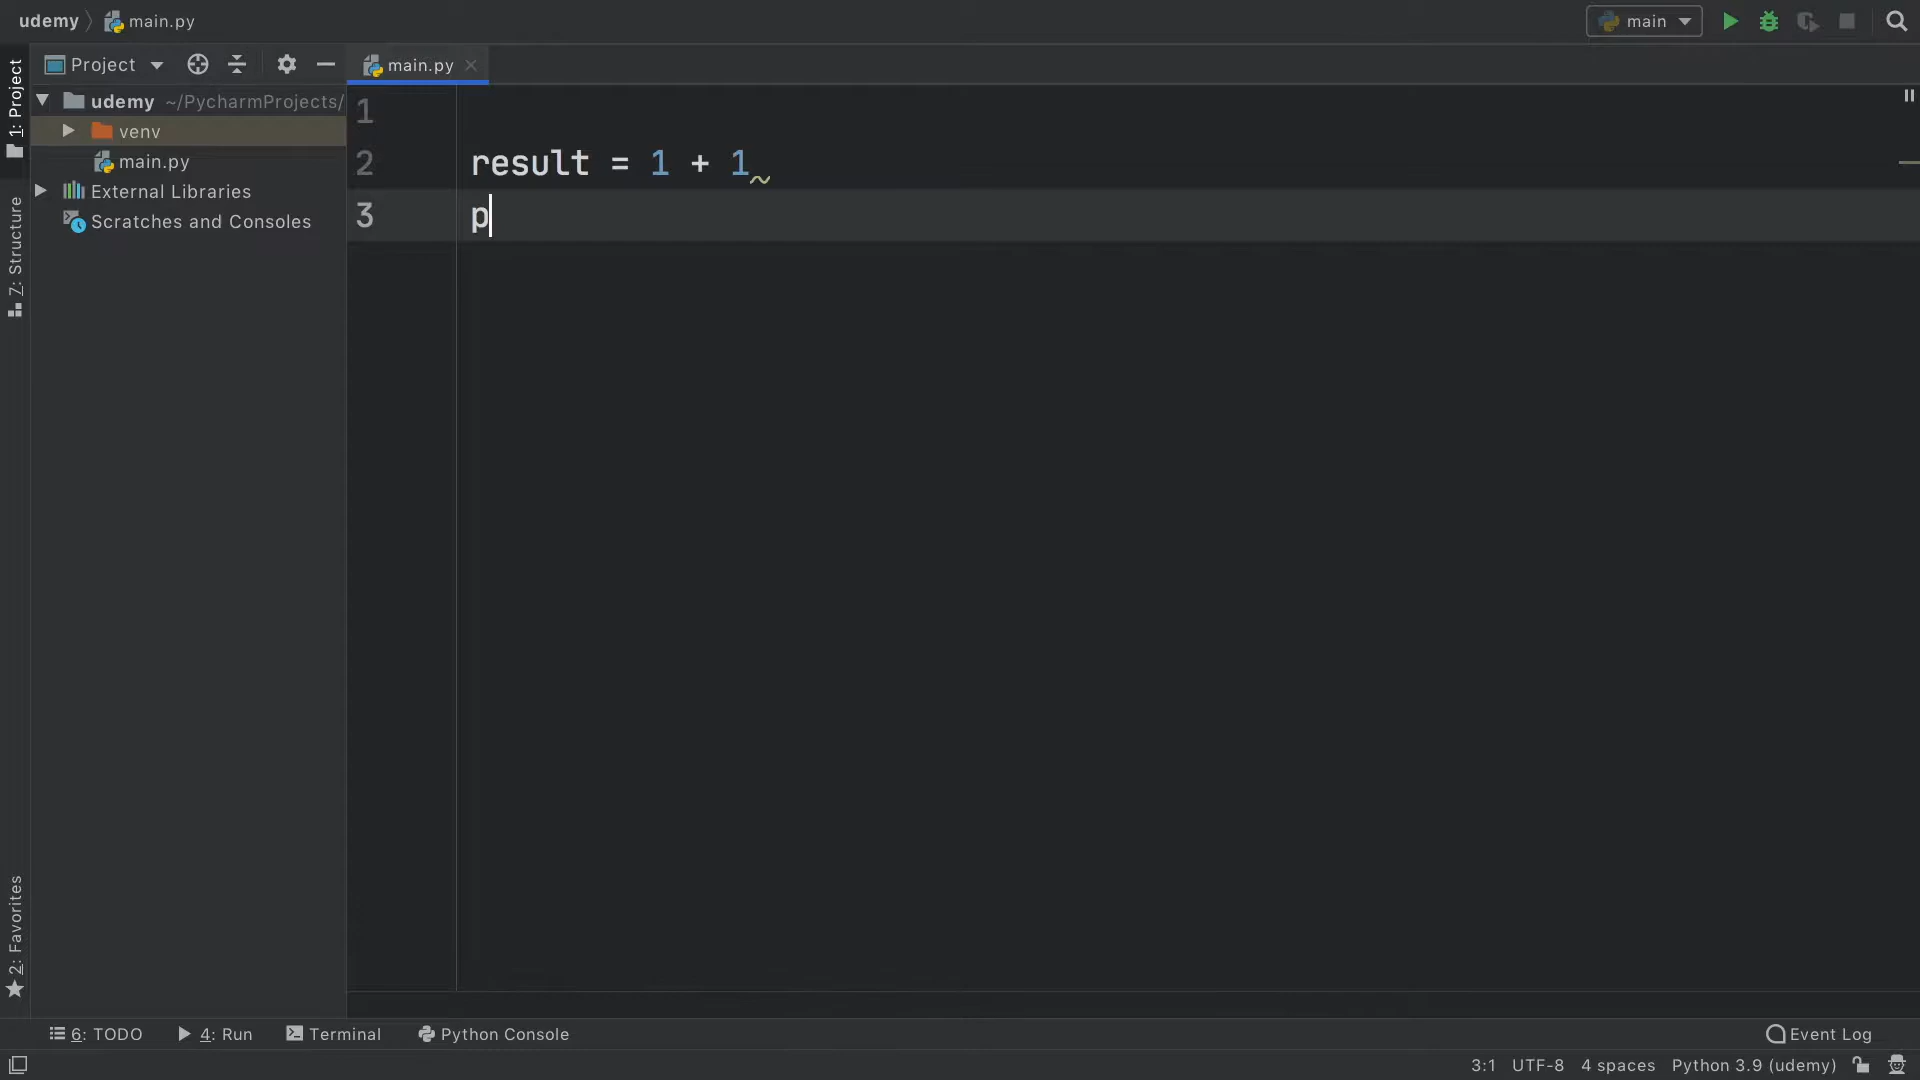 udemy main.py
main
1: Project
Project
main.py
udemy ~/PycharmProjects/
venv
main.py
External Libraries
Scratches and Consoles
7: Structure
2: Favorites
1
2 result = 1 + 1
3 p
6: TODO
4: Run
Terminal
Python Console
Event Log
3:1 UTF-8 4 spaces Python 3.9 (udemy)